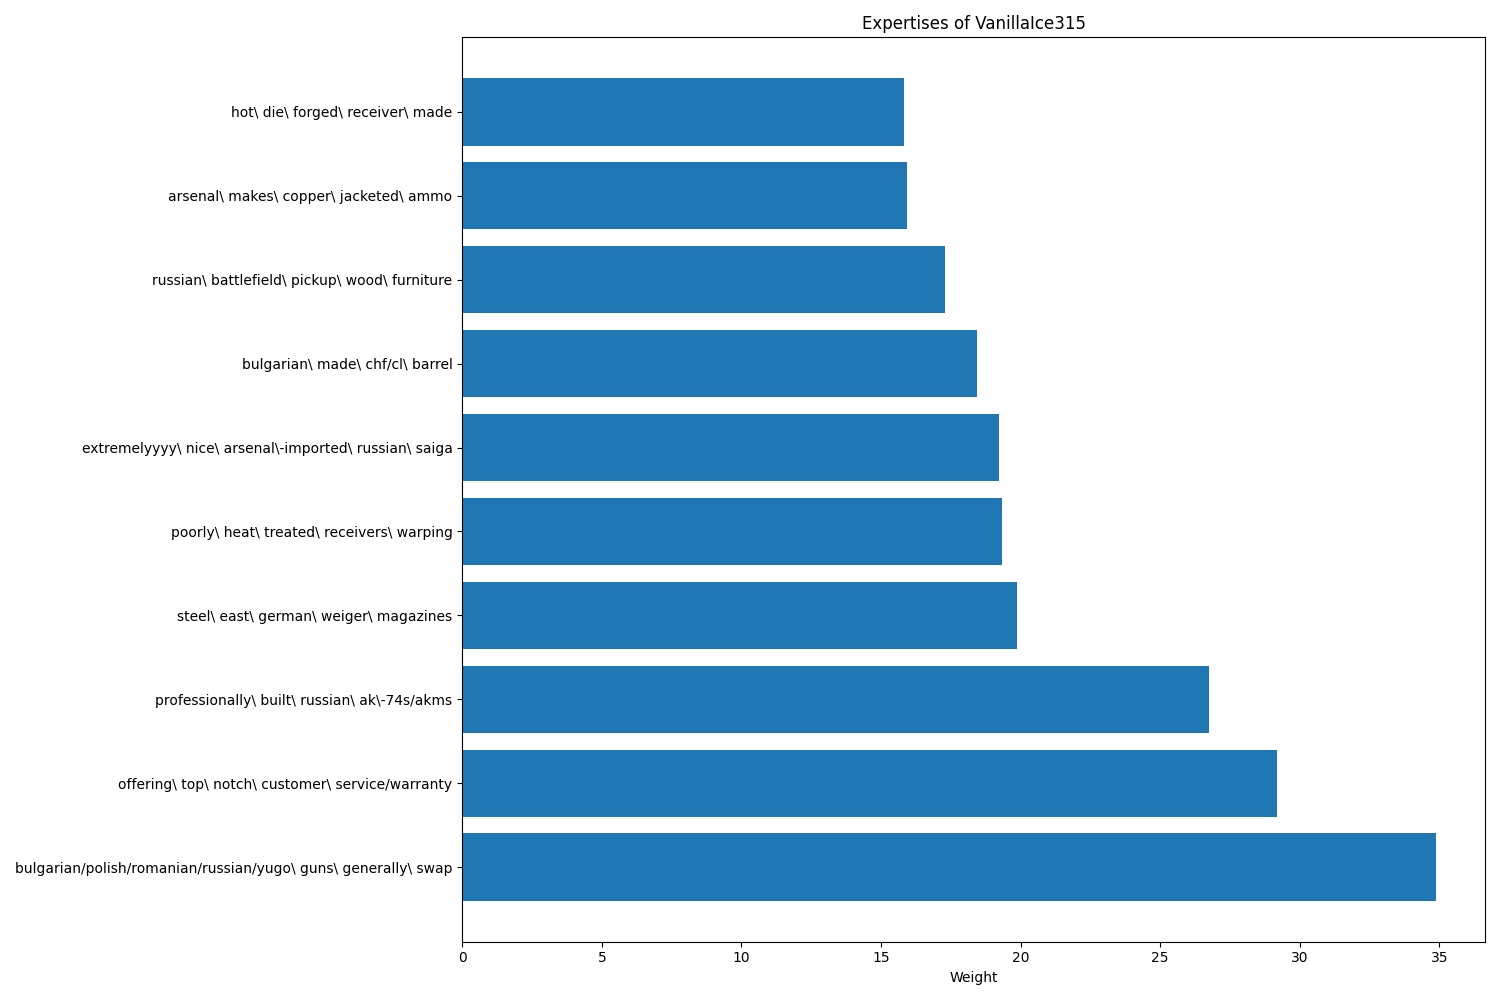 Expertises of VanillaIce315
hot\ die\ forged\ receiver\ made
arsenal\ makes\ copper\ jacketed\ ammo
russian\ battlefield\ pickup\ wood\ furniture
bulgarian\ made\ chf/cl\ barrel
extremelyyyy\ nice\ arsenal\-imported\ russian\ saiga
poorly\ heat\ treated\ receivers\ warping
steel\ east\ german\ weiger\ magazines
professionally\ built\ russian\ ak\-74s/akms
offering\ top\ notch\ customer\ service/warranty
bulgarian/polish/romanian/russian/yugo\ guns\ generally\ swap
0 5 10 15 20 25 30 35
Weight